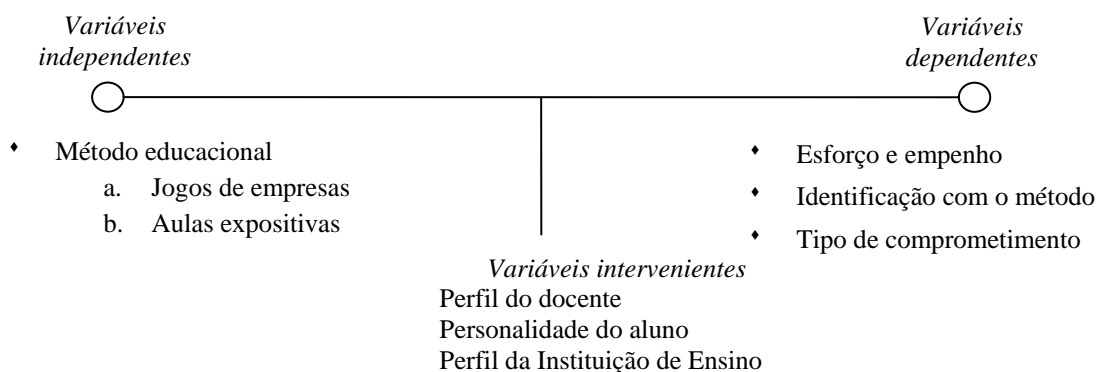 Variáveis
independentes
Variáveis
dependentes
♦ Método educacional
a. Jogos de empresas
b. Aulas expositivas
♦ Esforço e empenho
♦ Identificação com o método
♦ Tipo de comprometimento
Variáveis intervenientes
Perfil do docente
Personalidade do aluno
Perfil da Instituição de Ensino